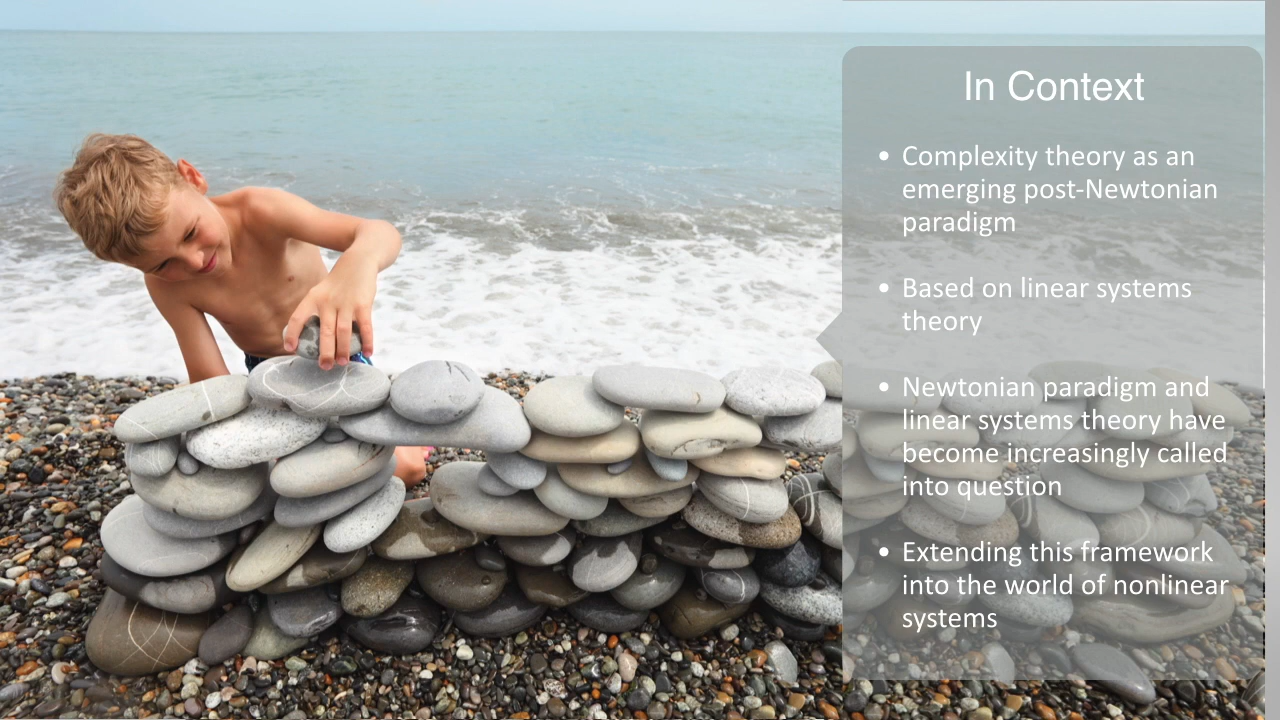 In Context
• Complexity theory as an
emerging post-Newtonian
paradigm
• Based on linear systems
theory
• Newtonian paradigm and
linear systems theory have
become increasingly called
into question
• Extending this framework
into the world of nonlinear
systems